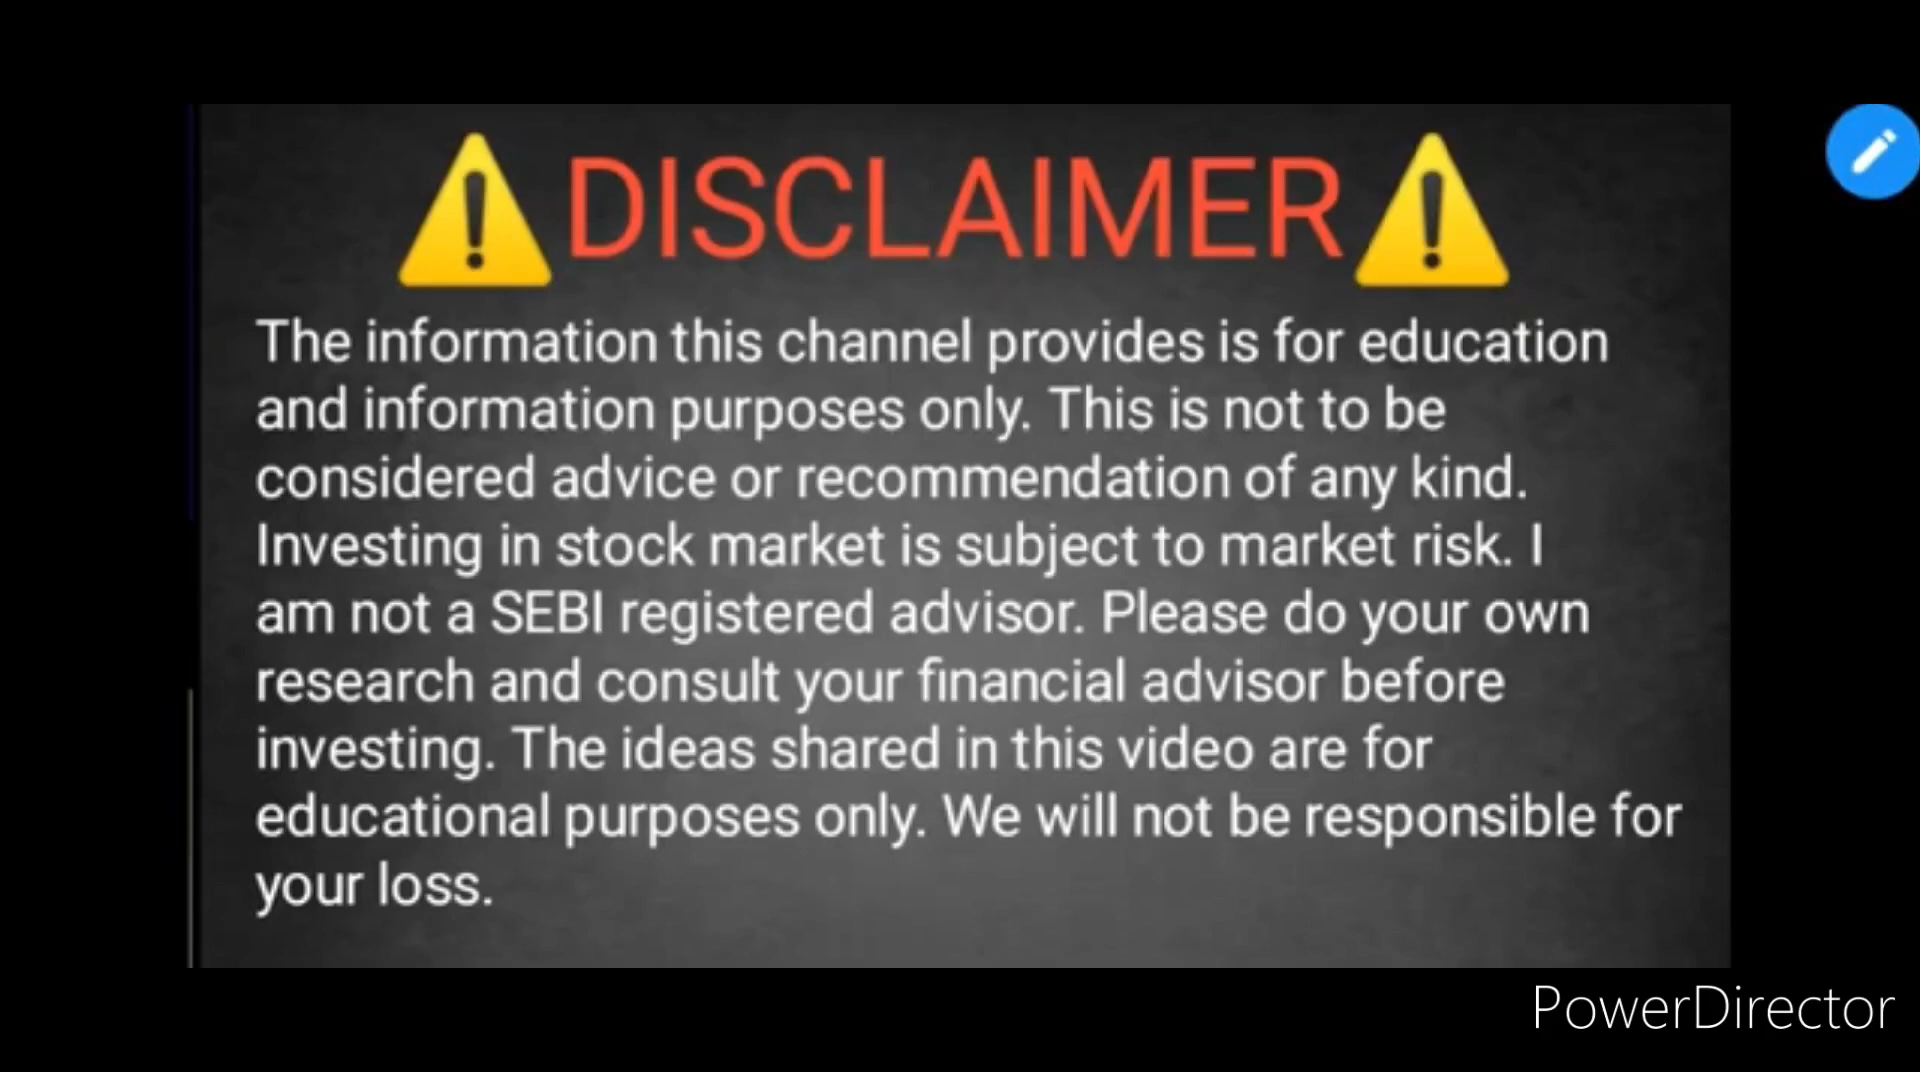 ⚠DISCLAIMER⚠
The information this channel provides is for education
and information purposes only. This is not to be
considered advice or recommendation of any kind.
Investing in stock market is subject to market risk. I
am not a SEBI registered advisor. Please do your own
research and consult your financial advisor before
investing. The ideas shared in this video are for
educational purposes only. We will not be responsible for
your loss.
PowerDirector